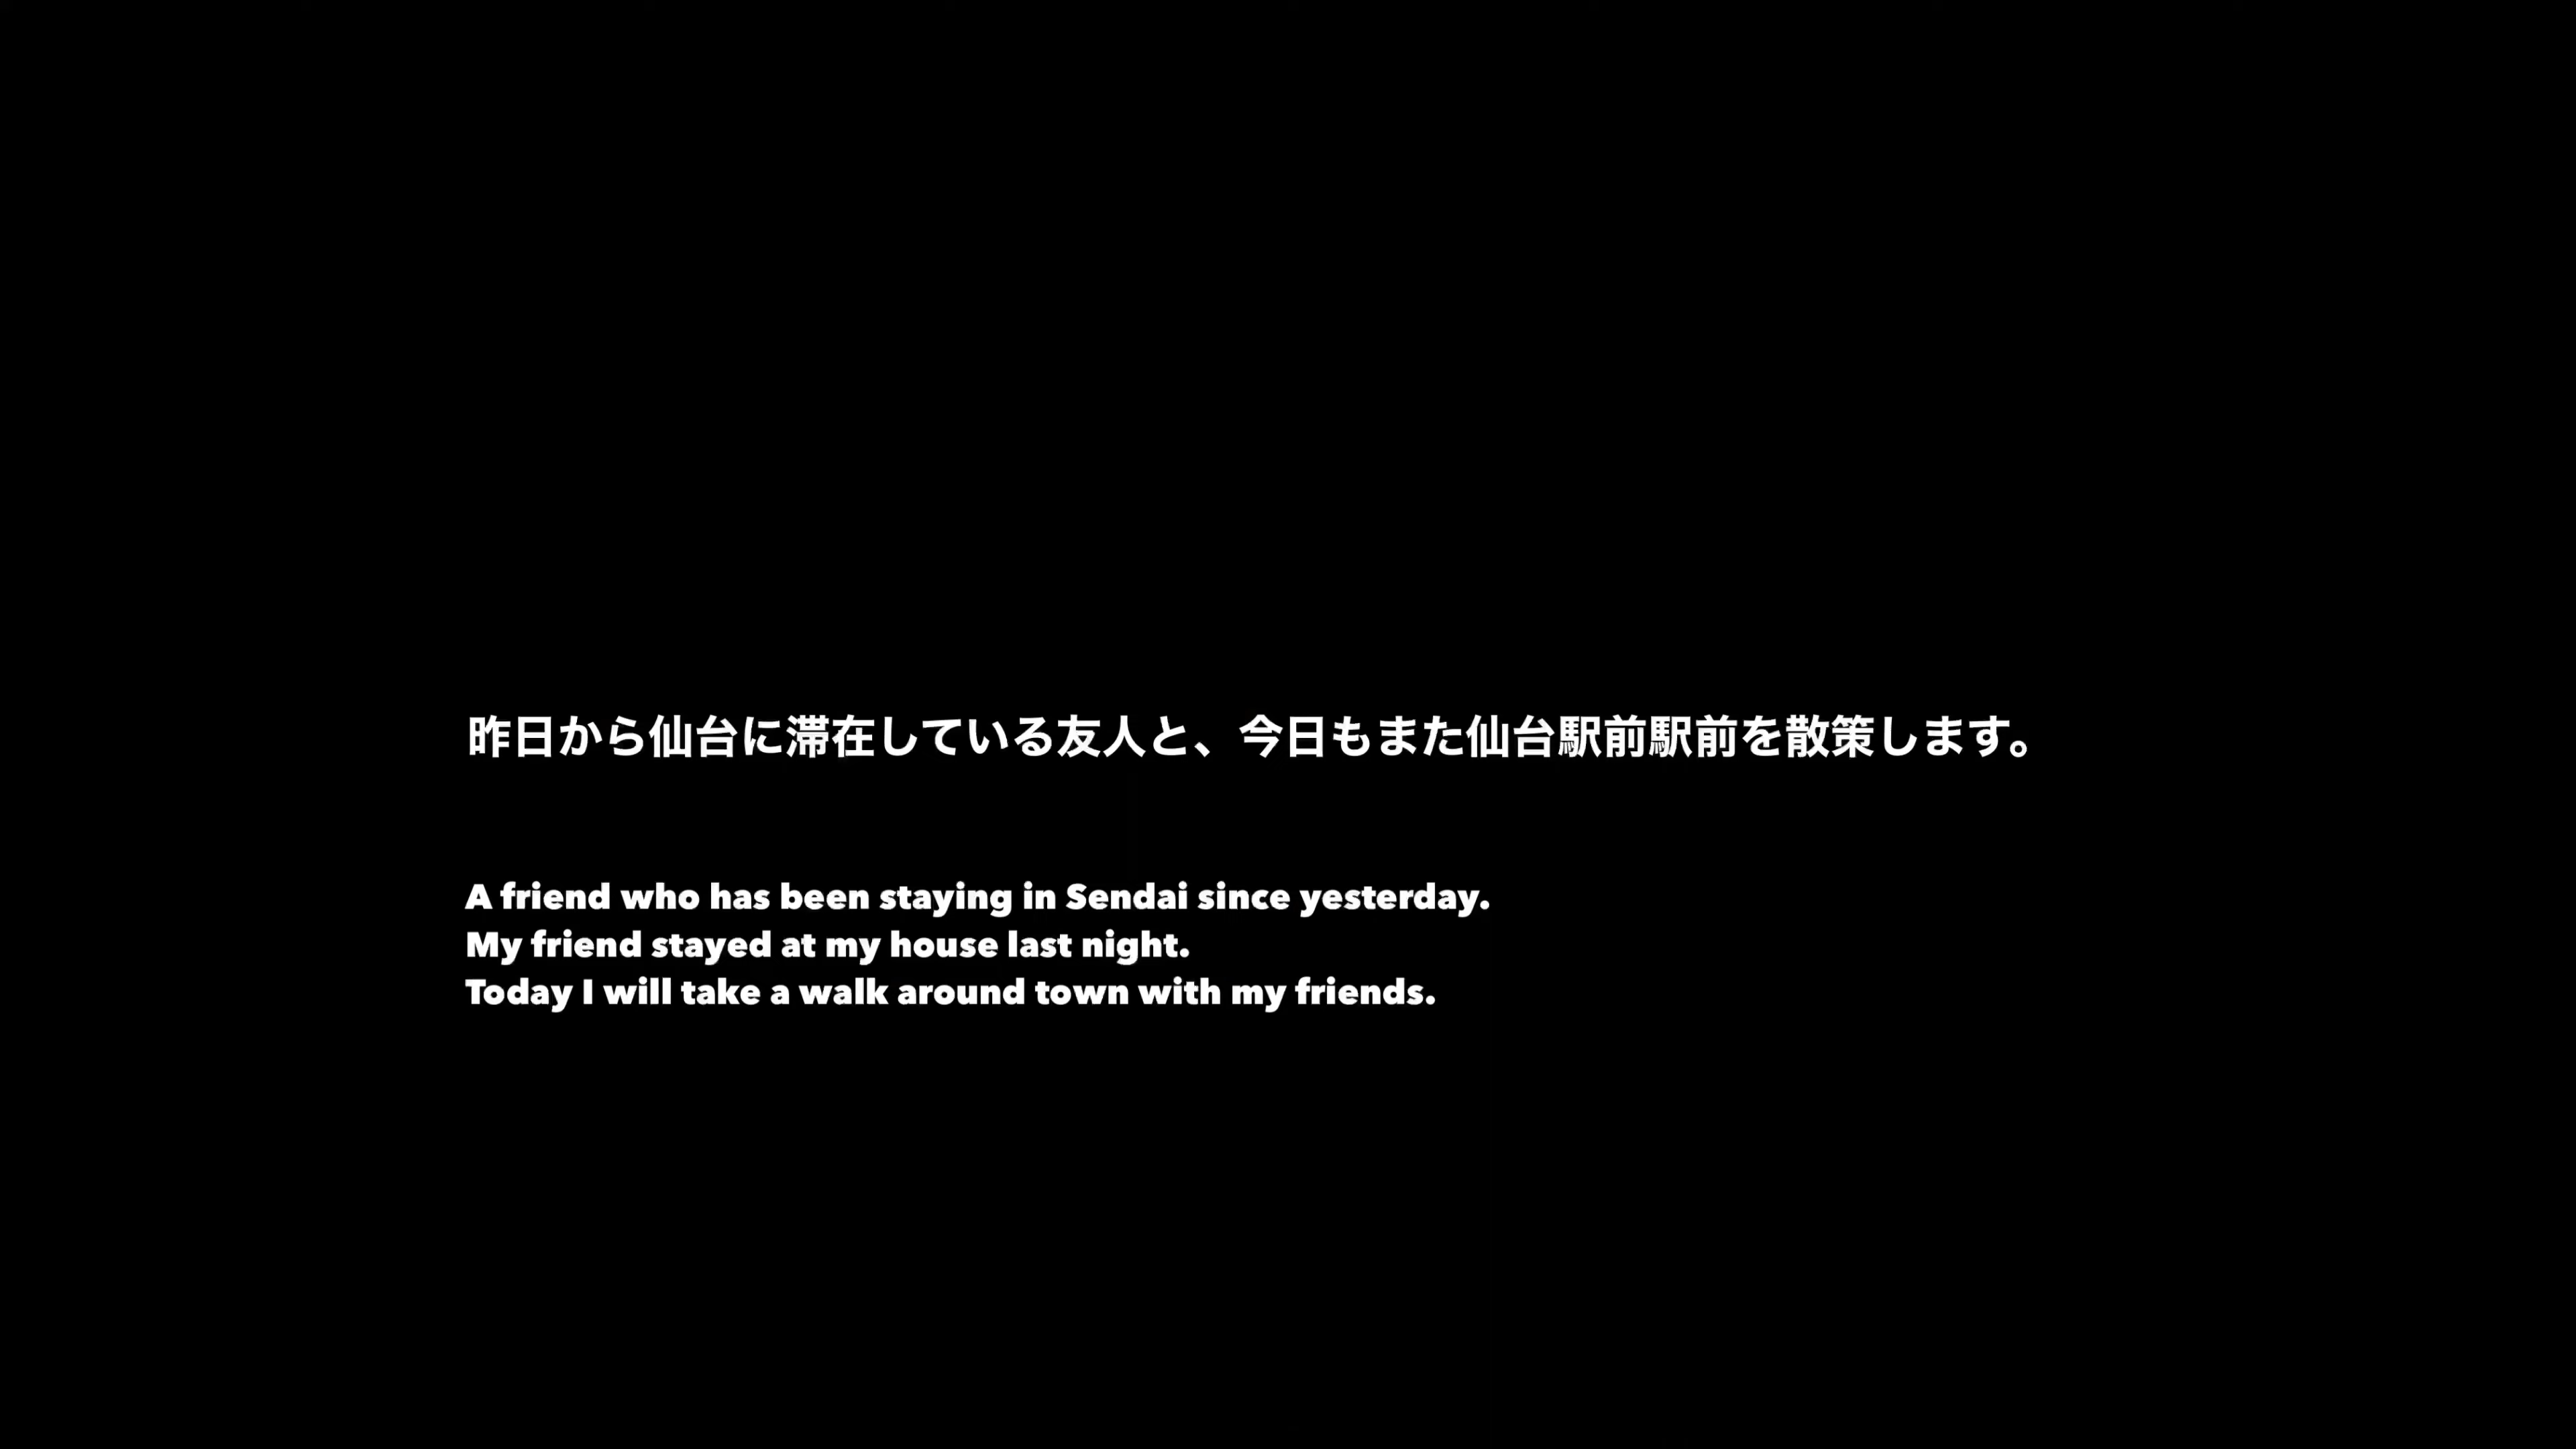 昨日から仙台に滞在している友人と、今日もまた仙台駅前駅前を散策します。
A friend who has been staying in Sendai since yesterday.
My friend stayed at my house last night.
Today I will take a walk around town with my friends.